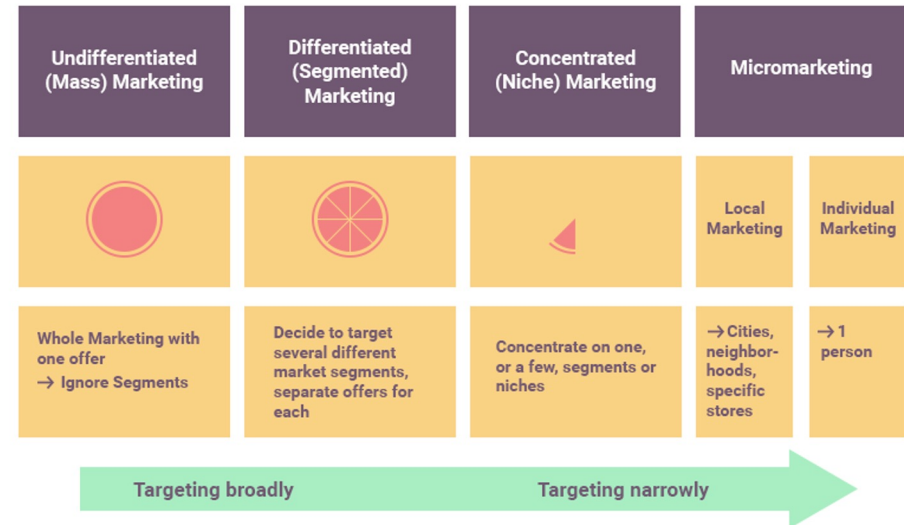 Undifferentiated
(Mass) Marketing
Differentiated
(Segmented)
Marketing
Concentrated
(Niche) Marketing
Micromarketing
Local
Marketing
Individual
Marketing
Whole Marketing with
one offer
→ Ignore Segments
Decide to target
several different
market segments,
separate offers for
each
Concentrate on one,
or a few, segments or
niches
→ Cities,
neighbor-
hoods,
specific
stores
→ 1
person
Targeting broadly
Targeting narrowly